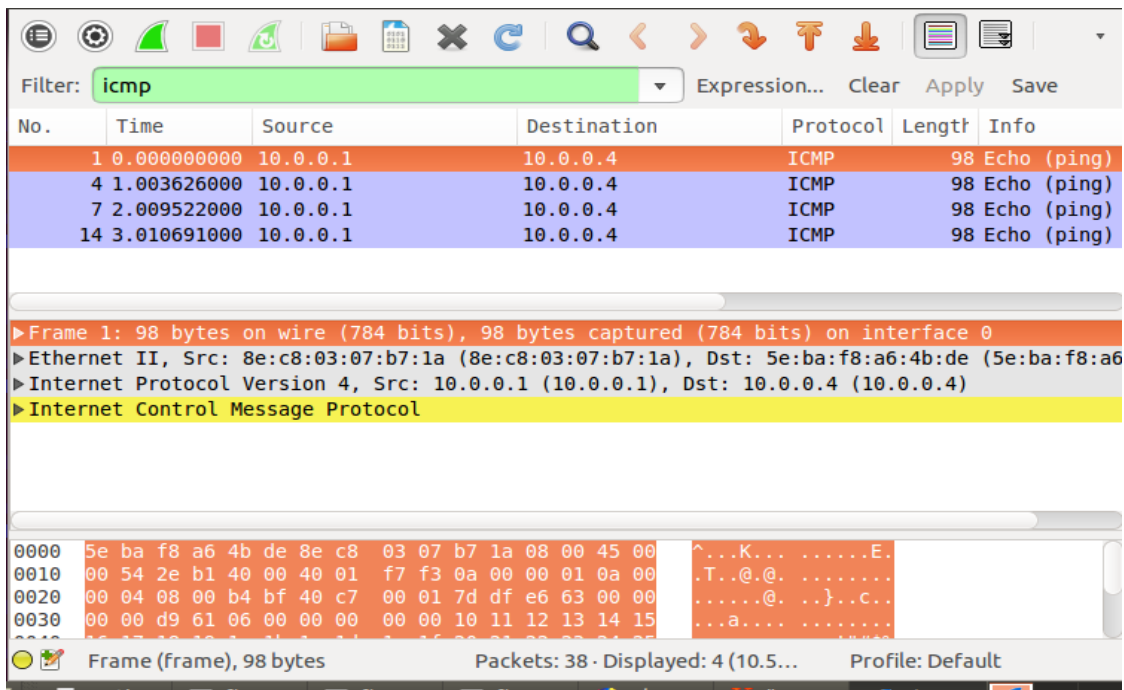 Filter: icmp Expression... Clear Apply Save
No. Time Source Destination Protocol Length Info
1 0.000000000 10.0.0.1 10.0.0.4 ICMP 98 Echo (ping)
4 1.003626000 10.0.0.1 10.0.0.4 ICMP 98 Echo (ping)
7 2.009522000 10.0.0.1 10.0.0.4 ICMP 98 Echo (ping)
14 3.010691000 10.0.0.1 10.0.0.4 ICMP 98 Echo (ping)
Frame 1: 98 bytes on wire (784 bits), 98 bytes captured (784 bits) on interface 0
Ethernet II, Src: 8e:c8:03:07:b7:1a (8e:c8:03:07:b7:1a), Dst: 5e:ba:f8:a6:4b:de (5e:ba:f8:a6
Internet Protocol Version 4, Src: 10.0.0.1 (10.0.0.1), Dst: 10.0.0.4 (10.0.0.4)
Internet Control Message Protocol
0000 5e ba f8 a6 4b de 8e c8 03 07 b7 1a 08 00 45 00 ^...K... ......E.
0010 00 54 2e b1 40 00 40 01 f7 f3 0a 00 00 01 0a 00 .T..@.@. ........
0020 00 04 08 00 b4 bf 40 c7 00 01 7d df e6 63 00 00 ......@. ..}..c..
0030 00 00 d9 61 06 00 00 00 00 00 10 11 12 13 14 15 ...a.... ........
Frame (frame), 98 bytes Packets: 38 · Displayed: 4 (10.5... Profile: Default